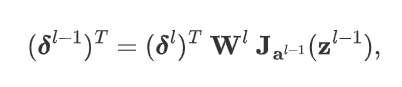 (δ^{l−1})^T = (δ^l)^T W^l J_{a^{l−1}}(z^{l−1}),